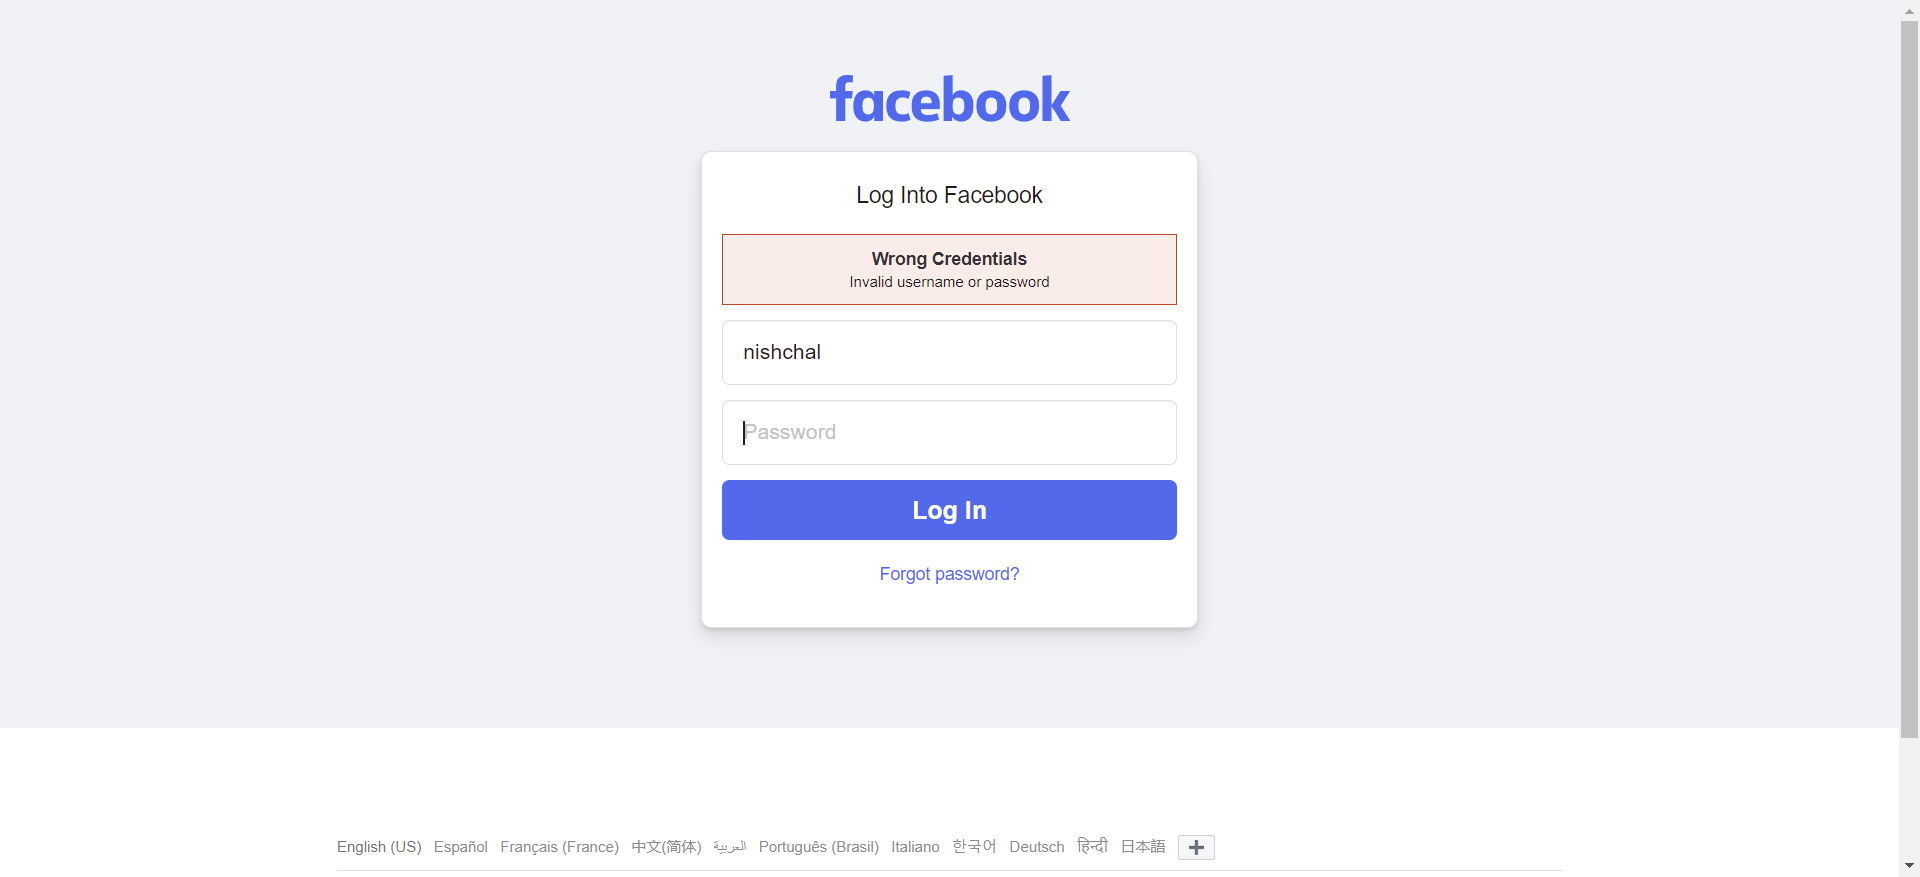 facebook
Log Into Facebook
Wrong Credentials
Invalid username or password
nishchal
Password
Log In
Forgot password?
English (US) Español Français (France) 中文(简体) العربية Português (Brasil) Italiano 한국어 Deutsch हिन्दी 日本語